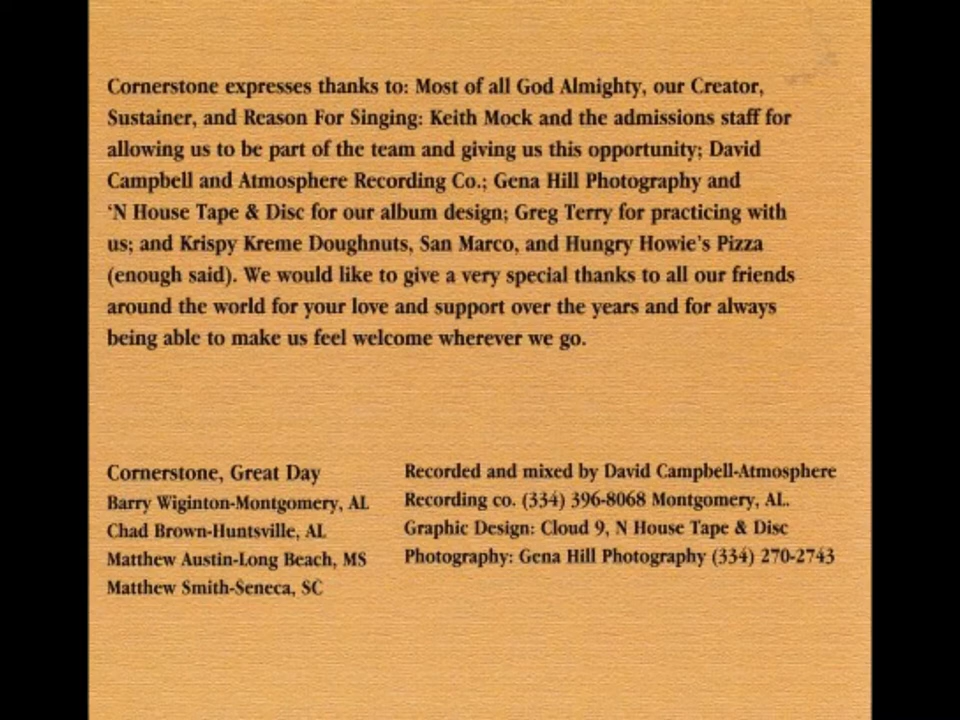 Cornerstone expresses thanks to: Most of all God Almighty, our Creator,
Sustainer, and Reason For Singing: Keith Mock and the admissions staff for
allowing us to be part of the team and giving us this opportunity; David
Campbell and Atmosphere Recording Co.; Gena Hill Photography and
‘N House Tape & Disc for our album design; Greg Terry for practicing with
us; and Krispy Kreme Doughnuts, San Marco, and Hungry Howie’s Pizza
(enough said). We would like to give a very special thanks to all our friends
around the world for your love and support over the years and for always
being able to make us feel welcome wherever we go.
Cornerstone, Great Day
Barry Wiginton-Montgomery, AL
Chad Brown-Huntsville, AL
Matthew Austin-Long Beach, MS
Matthew Smith-Seneca, SC
Recorded and mixed by David Campbell-Atmosphere
Recording co. (334) 396-8068 Montgomery, AL.
Graphic Design: Cloud 9, N House Tape & Disc
Photography: Gena Hill Photography (334) 270-2743